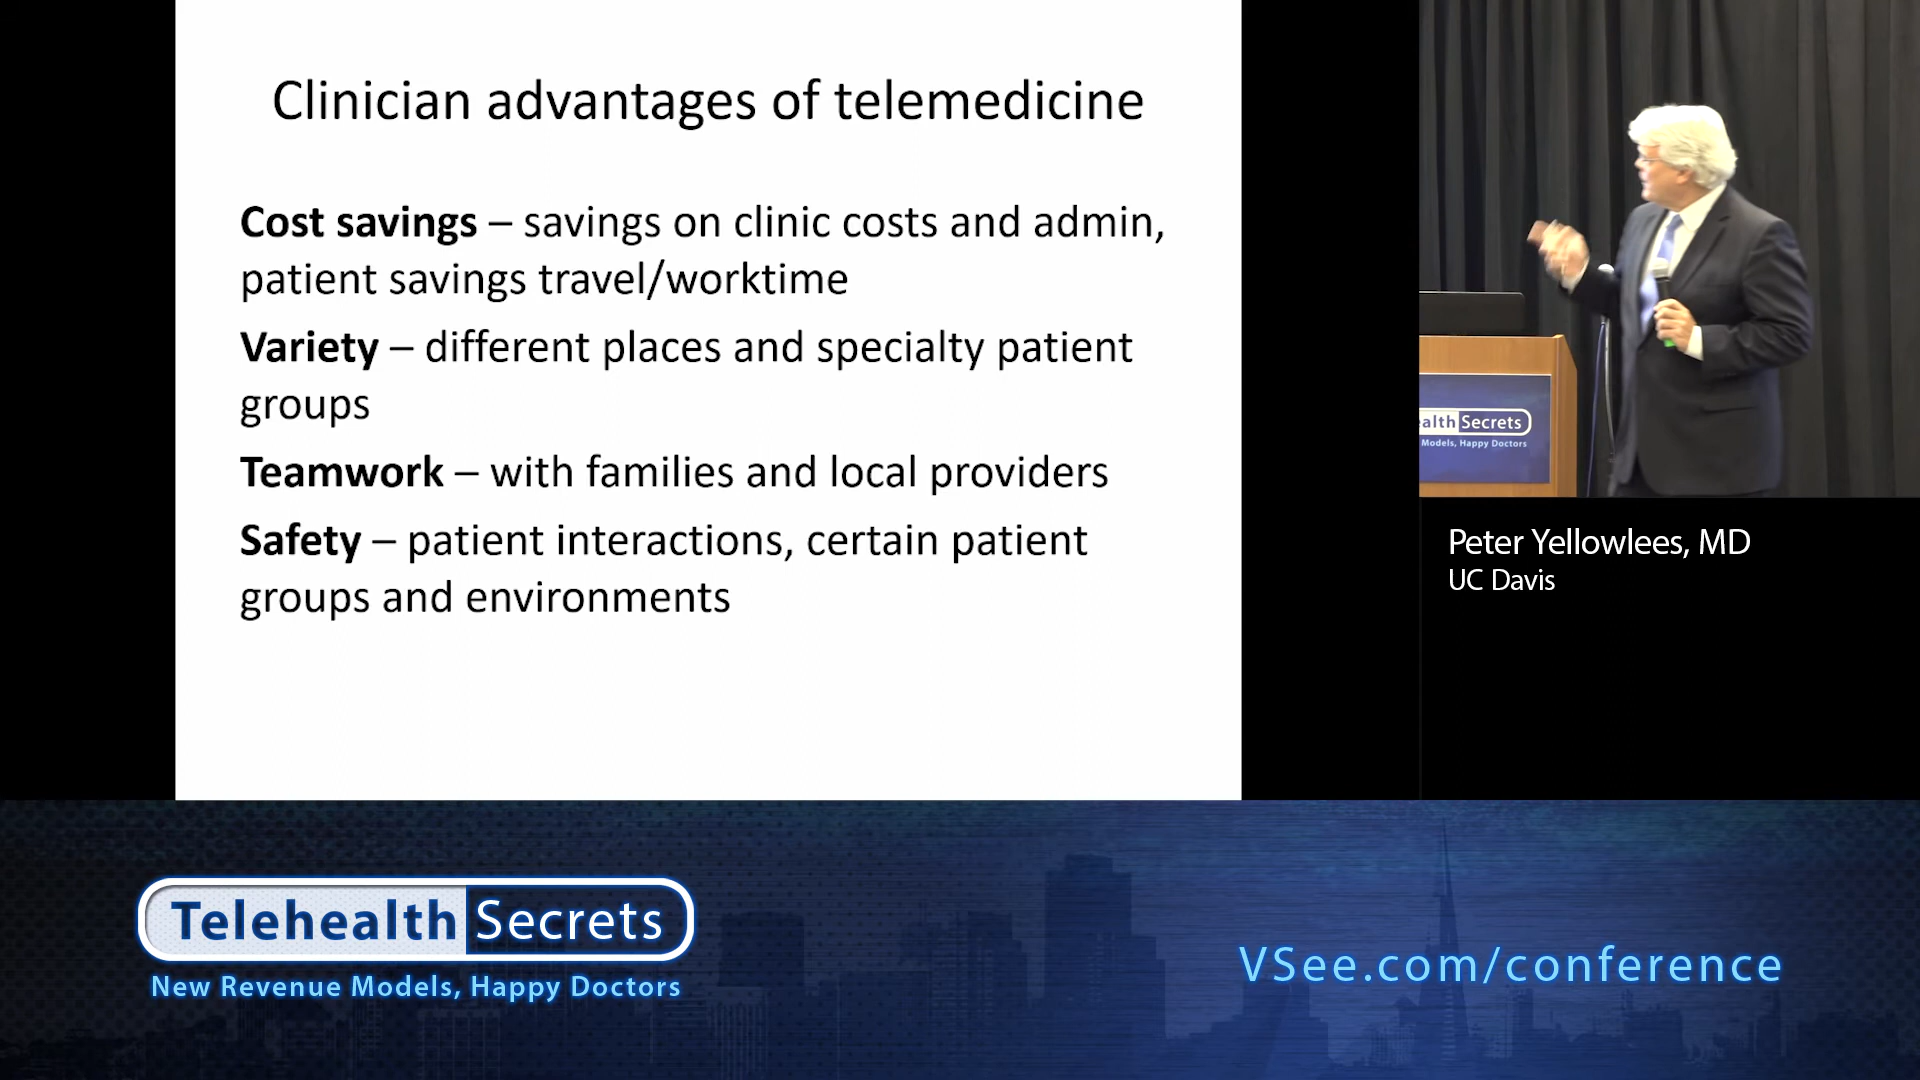 Clinician advantages of telemedicine
Cost savings – savings on clinic costs and admin,
patient savings travel/worktime
Variety – different places and specialty patient
groups
Teamwork – with families and local providers
Safety – patient interactions, certain patient
groups and environments
alth Secrets
Models, Happy Doctors
Peter Yellowlees, MD
UC Davis
Telehealth Secrets
New Revenue Models, Happy Doctors
VSee.com/conference